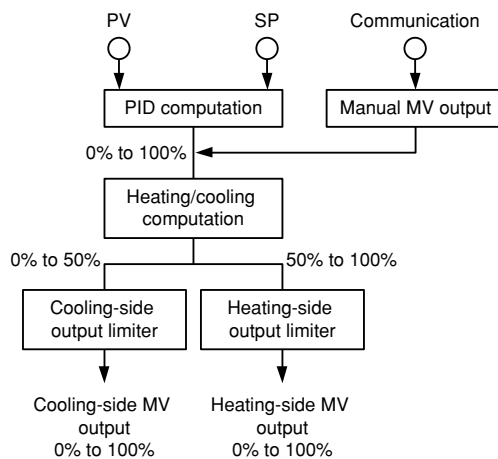 PV
SP
Communication
PID computation
Manual MV output
0% to 100%
Heating/cooling
computation
0% to 50%
50% to 100%
Cooling-side
output limiter
Heating-side
output limiter
Cooling-side MV
output
0% to 100%
Heating-side MV
output
0% to 100%